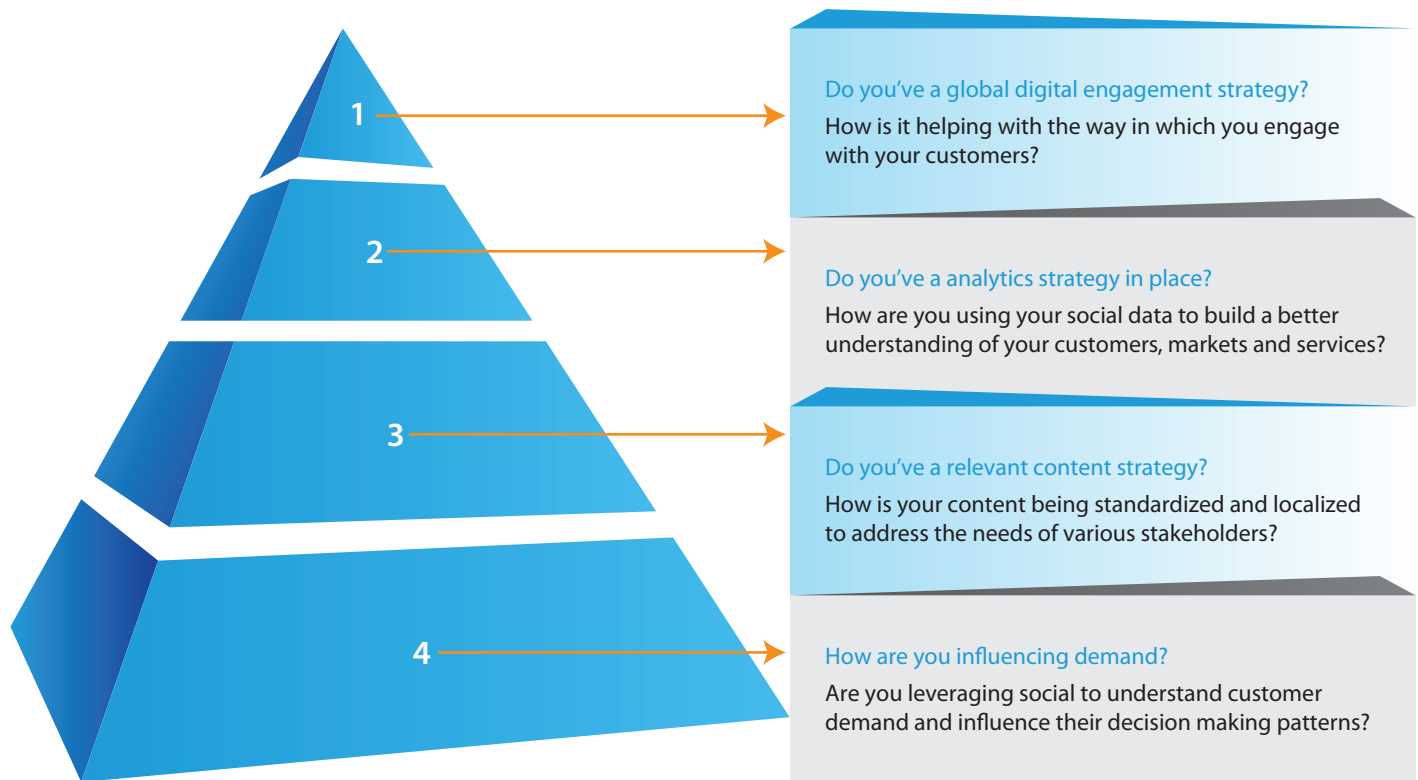 1
Do you've a global digital engagement strategy?
How is it helping with the way in which you engage
with your customers?
2
Do you've a analytics strategy in place?
How are you using your social data to build a better
understanding of your customers, markets and services?
3
Do you've a relevant content strategy?
How is your content being standardized and localized
to address the needs of various stakeholders?
4
How are you influencing demand?
Are you leveraging social to understand customer
demand and influence their decision making patterns?